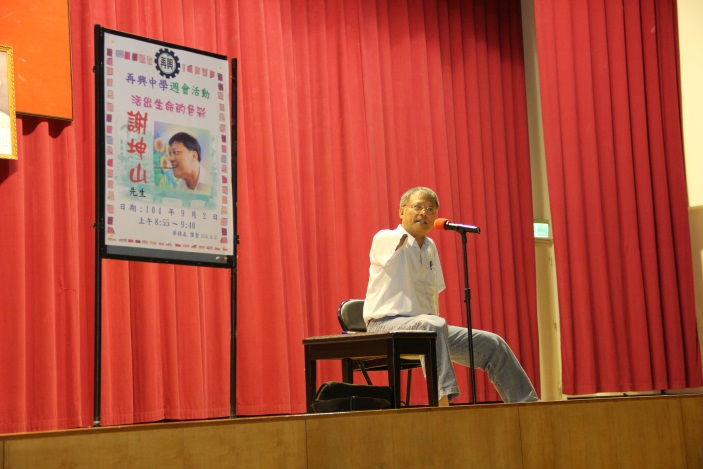 再興
再興中學週會活動
活出生命的色彩
謝坤山
先生
日期:104年9月2日
上午8:55～9:40